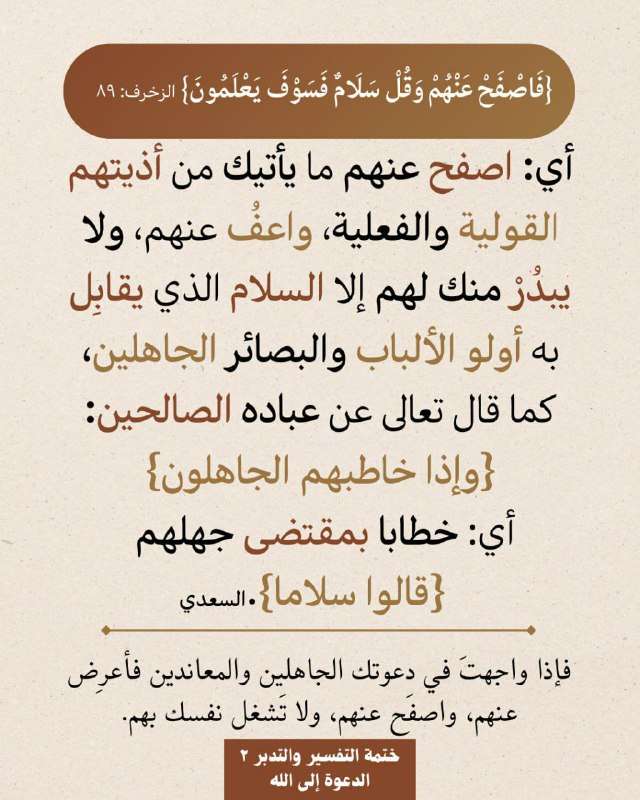 {فَاصْفَحْ عَنْهُمْ وَقُلْ سَلَامٌ فَسَوْفَ يَعْلَمُونَ} الزخرف: ٨٩
أي: اصفح عنهم ما يأتيك من أذيتهم
القولية والفعلية، واعفُ عنهم، ولا
يبدُرْ منك لهم إلا السلام الذي يقابِل
به أولو الألباب والبصائر الجاهلين،
كما قال تعالى عن عباده الصالحين:
{وإذا خاطبهم الجاهلون}
أي: خطابا بمقتضى جهلهم
{قالوا سلاما}. السعدي
فإذا واجهتَ في دعوتك الجاهلين والمعاندين فأعرِض
عنهم، واصفَح عنهم، ولا تَشغل نفسك بهم.
ختمة التفسير والتدبر ٢
الدعوة إلى الله